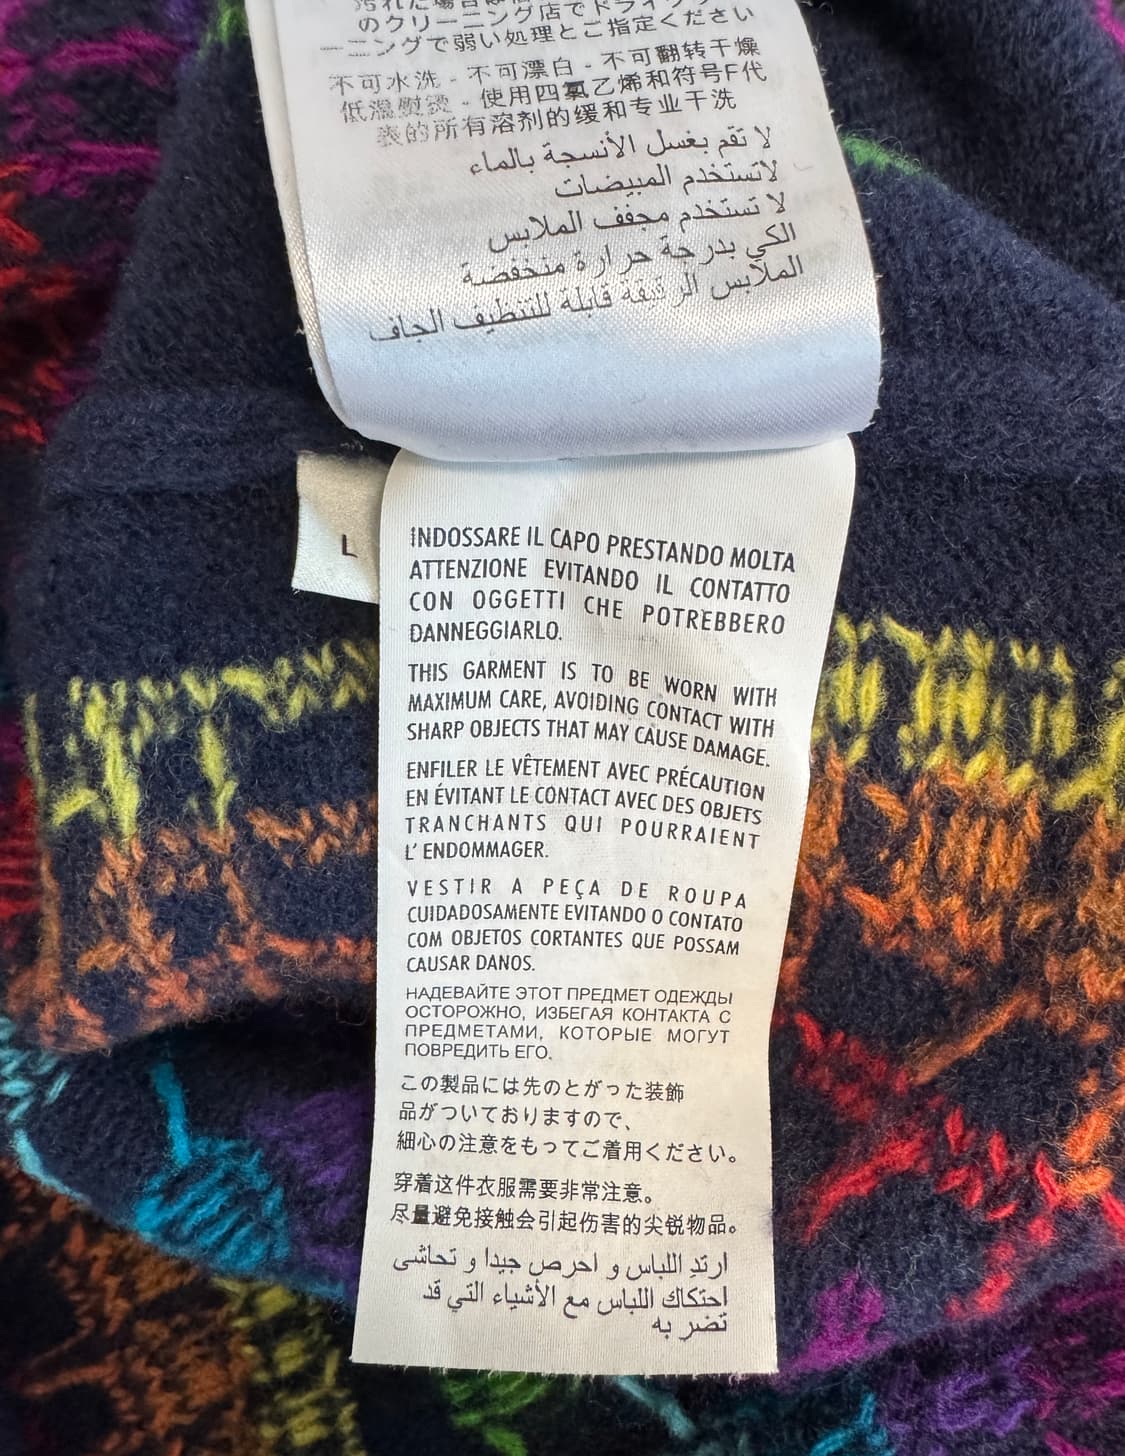 のクリーニング店でドライクリ
ーニングで弱い処理とご指定ください
不可水洗 - 不可漂白 - 不可翻转干燥
低温熨烫 - 使用四氯乙烯和符号F代
表的所有溶剂的缓和专业干洗
لا تقم بغسل الأنسجة بالماء
لاتستخدم المبيضات
لا تستخدم مجفف الملابس
الكي بدرجة حرارة منخفضة
الملابس الرقيقة قابلة للتنظيف الجاف
L
INDOSSARE IL CAPO PRESTANDO MOLTA
ATTENZIONE EVITANDO IL CONTATTO
CON OGGETTI CHE POTREBBERO
DANNEGGIARLO.
THIS GARMENT IS TO BE WORN WITH
MAXIMUM CARE, AVOIDING CONTACT WITH
SHARP OBJECTS THAT MAY CAUSE DAMAGE.
ENFILER LE VÊTEMENT AVEC PRÉCAUTION
EN ÉVITANT LE CONTACT AVEC DES OBJETS
TRANCHANTS QUI POURRAIENT
L' ENDOMMAGER.
VESTIR A PEÇA DE ROUPA
CUIDADOSAMENTE EVITANDO O CONTATO
COM OBJETOS CORTANTES QUE POSSAM
CAUSAR DANOS.
НАДЕВАЙТЕ ЭТОТ ПРЕДМЕТ ОДЕЖДЫ
ОСТОРОЖНО, ИЗБЕГАЯ КОНТАКТА С
ПРЕДМЕТАМИ, КОТОРЫЕ МОГУТ
ПОВРЕДИТЬ ЕГО.
この製品には先のとがった装飾
品がついておりますので、
細心の注意をもってご着用ください。
穿着这件衣服需要非常注意。
尽量避免接触会引起伤害的尖锐物品。
ارتدِ اللباس و احرص جيدا و تحاشى
احتكاك اللباس مع الأشياء التي قد
تضر به